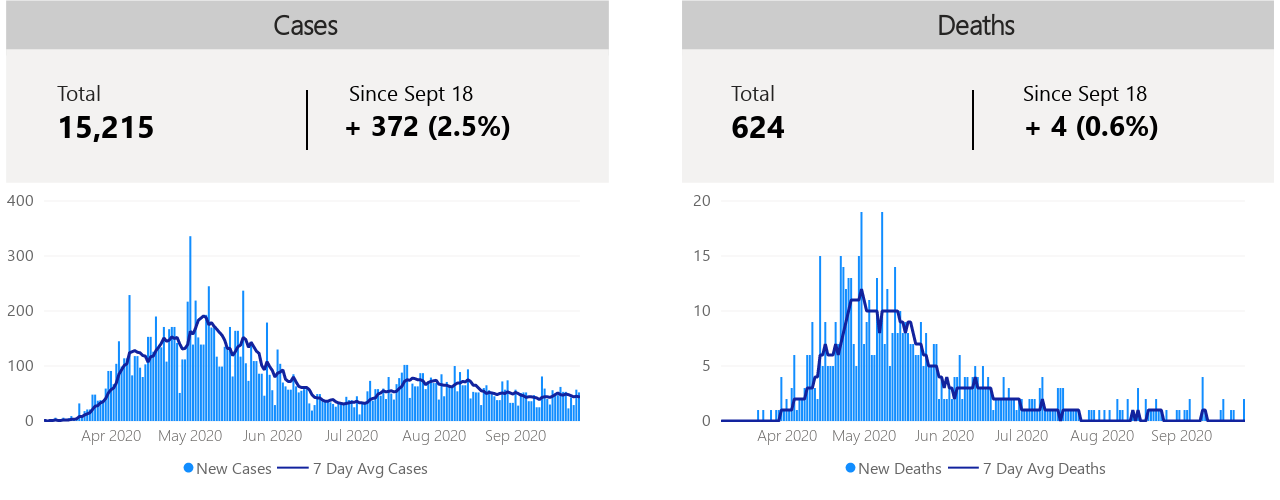 Cases
Total
15,215
Since Sept 18
+ 372 (2.5%)
400
300
200
100
0
Apr 2020 May 2020 Jun 2020 Jul 2020 Aug 2020 Sep 2020
New Cases 7 Day Avg Cases
Deaths
Total
624
Since Sept 18
+ 4 (0.6%)
20
15
10
5
0
Apr 2020 May 2020 Jun 2020 Jul 2020 Aug 2020 Sep 2020
New Deaths 7 Day Avg Deaths